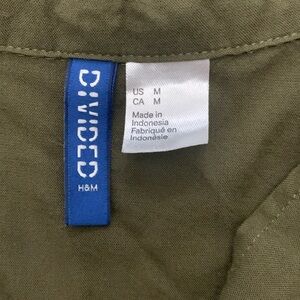 DIVIDED
H&M
US M
CA M
Made in
Indonesia
Fabriqué en
Indonésie